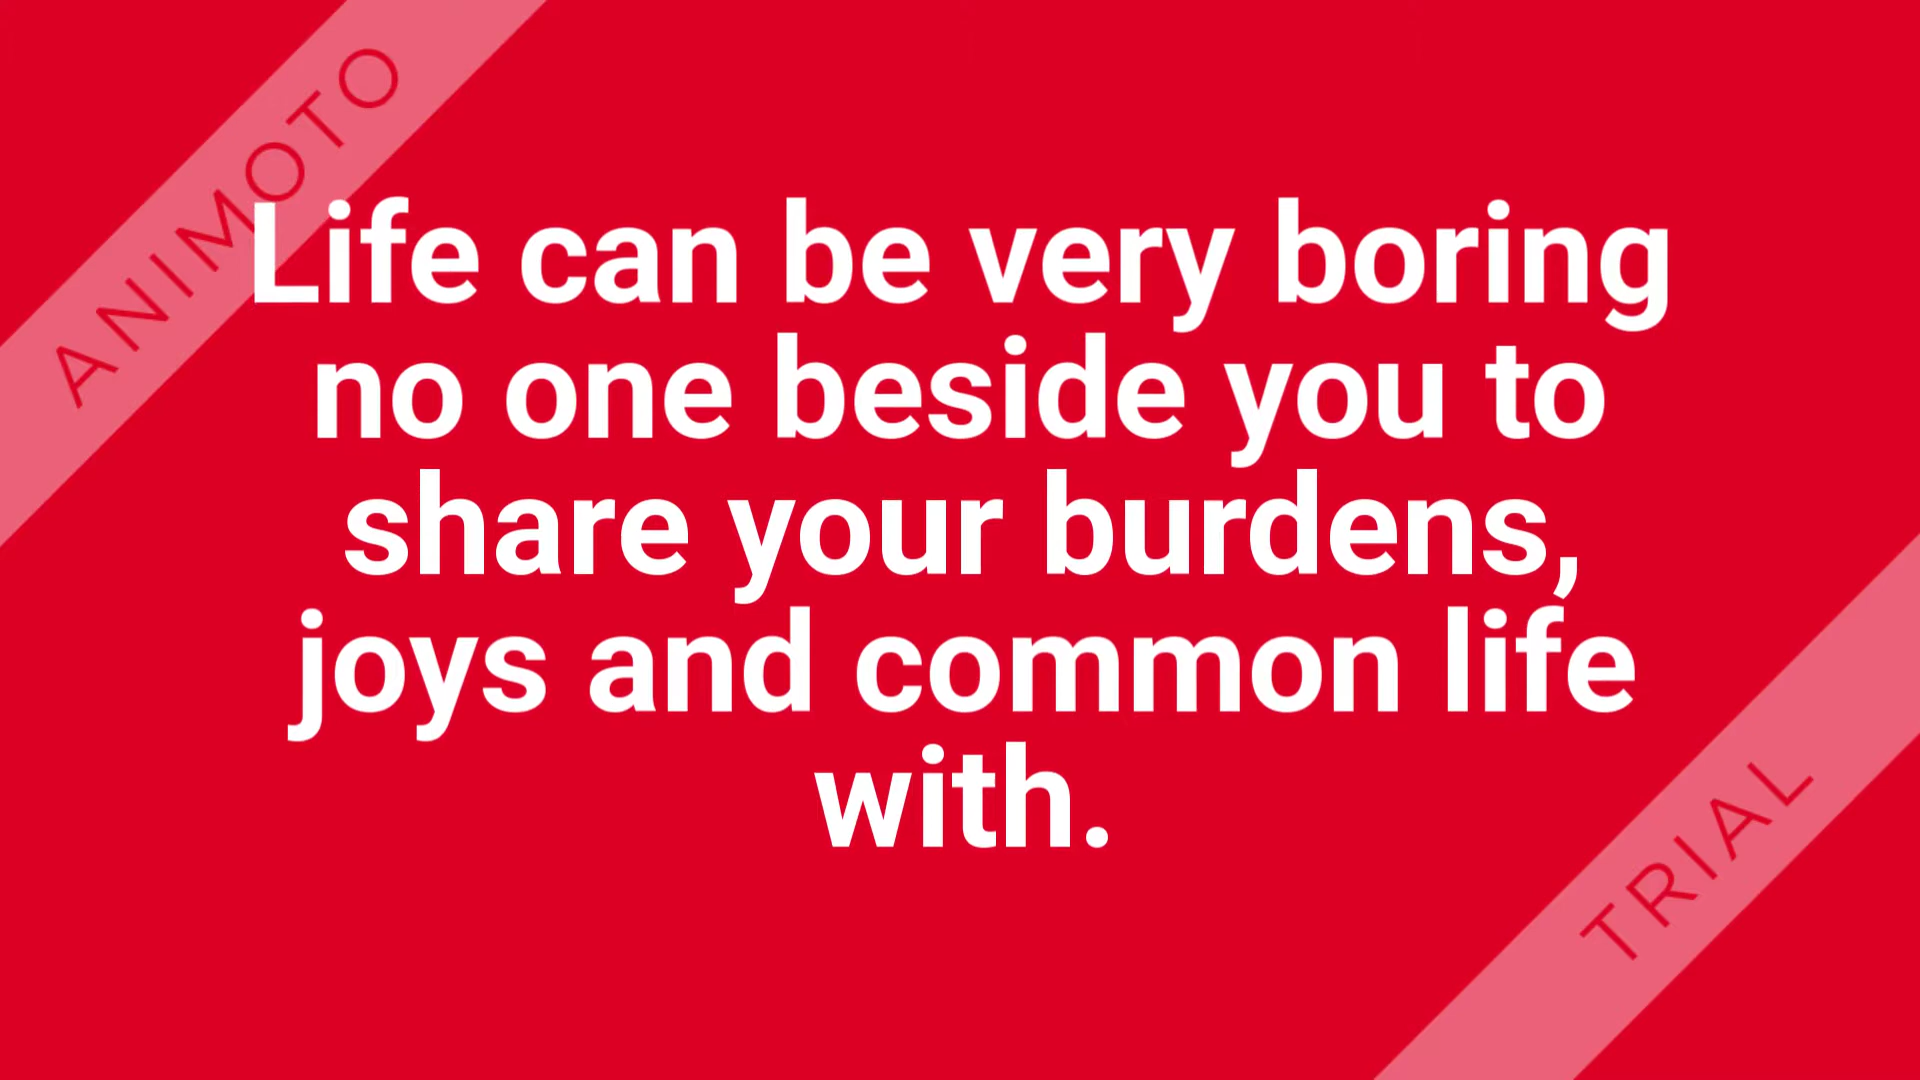 ANIMOTO
Life can be very boring
no one beside you to
share your burdens,
joys and common life
with.
TRIAL